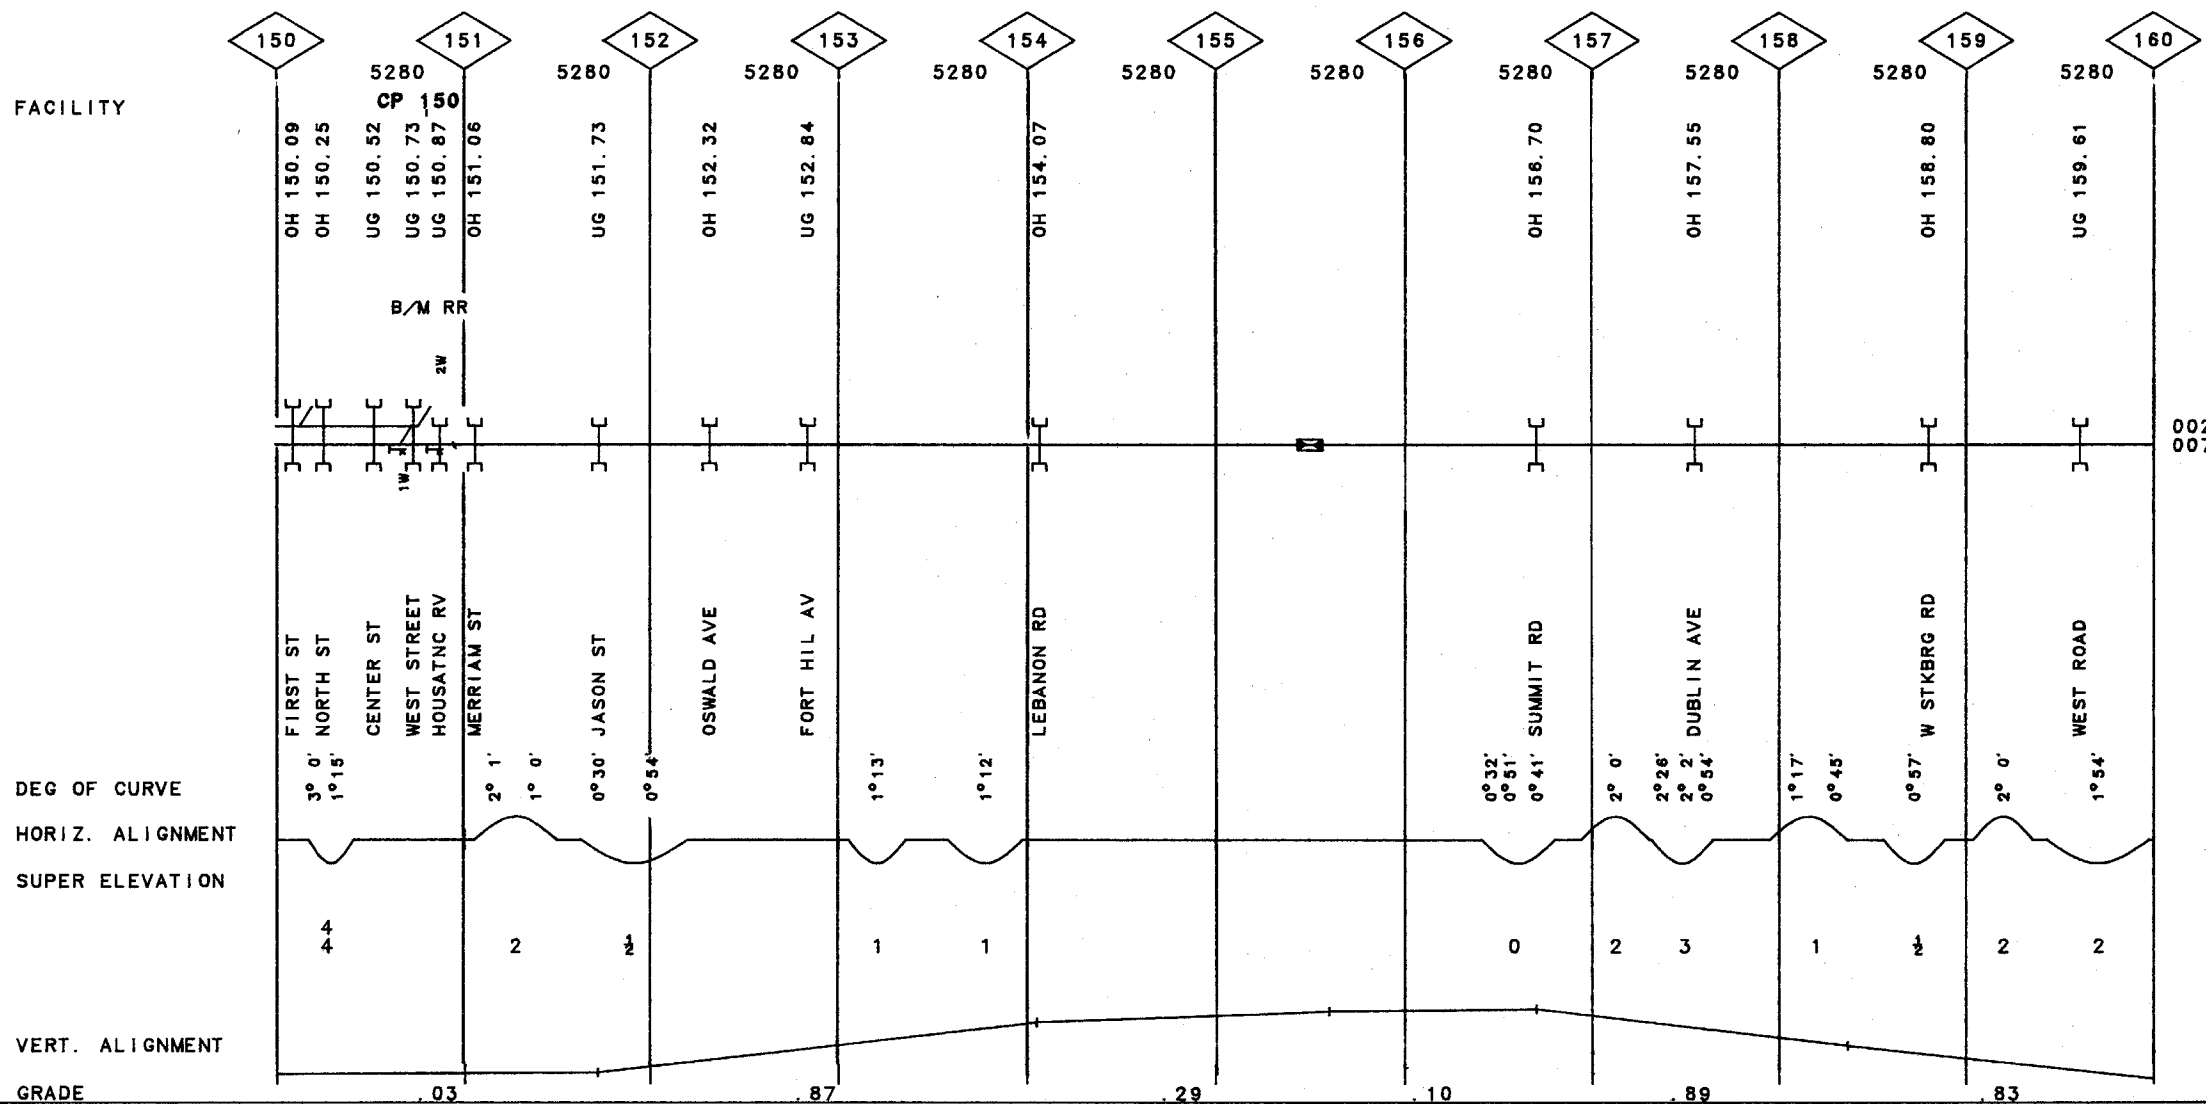 150 151 152 153 154 155 156 157 158 159 160
5280 5280 5280 5280 5280 5280 5280 5280 5280 5280
FACILITY
CP 150
OH 150.09
OH 150.25
UG 150.52
UG 150.73
UG 150.87
OH 151.06
UG 151.73
OH 152.32
UG 152.84
OH 154.07
OH 156.70
OH 157.55
OH 158.80
UG 159.61
B/M RR
2W
1W
002
007
FIRST ST
NORTH ST
CENTER ST
WEST STREET
HOUSATNC RV
MERRIAM ST
JASON ST
OSWALD AVE
FORT HIL AV
LEBANON RD
SUMMIT RD
DUBLIN AVE
W STKBRG RD
WEST ROAD
DEG OF CURVE
3° 0'
1°15'
2° 1'
1° 0'
0°30'
0°54'
1°13'
1°12'
0°32'
0°51'
0°41'
2° 0'
2°26'
2° 2'
0°54'
1°17'
0°45'
0°57'
2° 0'
1°54'
HORIZ. ALIGNMENT
SUPER ELEVATION
4
4 2 ½ 1 1 0 2 3 1 ½ 2 2
VERT. ALIGNMENT
GRADE .03 .87 .29 .10 .89 .83